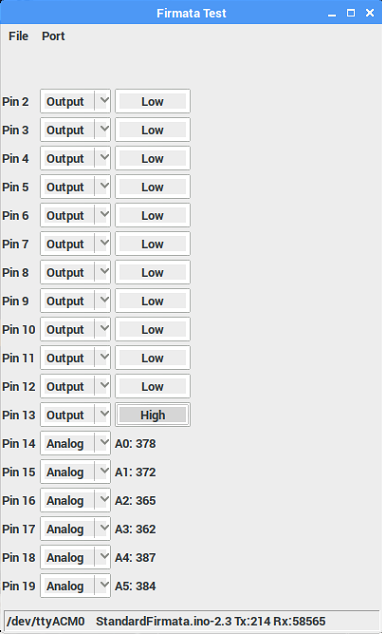 Firmata Test
File Port
Pin 2 Output Low
Pin 3 Output Low
Pin 4 Output Low
Pin 5 Output Low
Pin 6 Output Low
Pin 7 Output Low
Pin 8 Output Low
Pin 9 Output Low
Pin 10 Output Low
Pin 11 Output Low
Pin 12 Output Low
Pin 13 Output High
Pin 14 Analog A0: 378
Pin 15 Analog A1: 372
Pin 16 Analog A2: 365
Pin 17 Analog A3: 362
Pin 18 Analog A4: 387
Pin 19 Analog A5: 384
/dev/ttyACM0 StandardFirmata.ino-2.3 Tx:214 Rx:58565